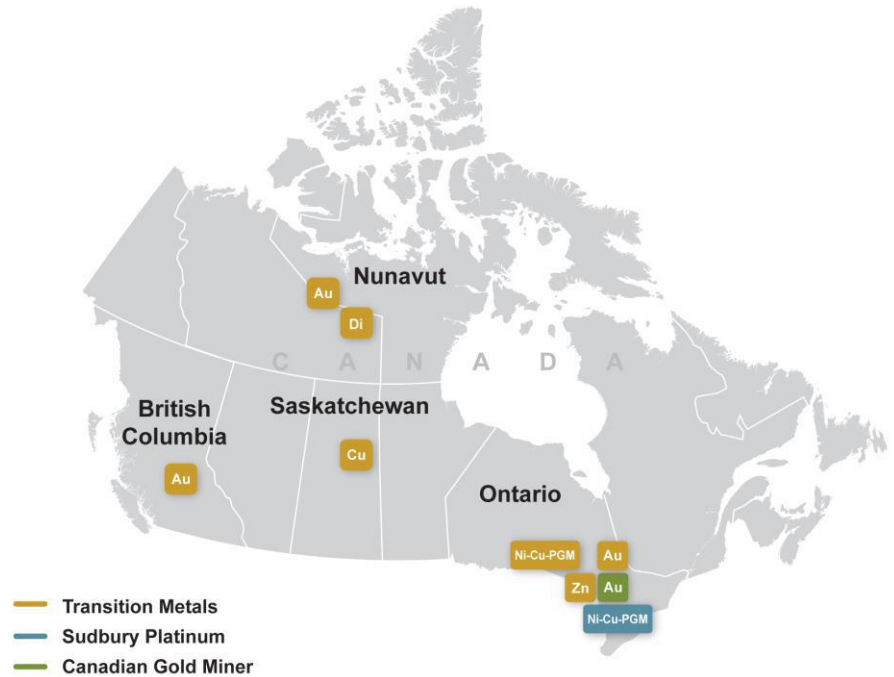 Nunavut
Au
Di
CANADA
British
Columbia
Saskatchewan
Au
Cu
Ontario
Ni-Cu-PGM
Au
Zn
Au
Ni-Cu-PGM
Transition Metals
Sudbury Platinum
Canadian Gold Miner